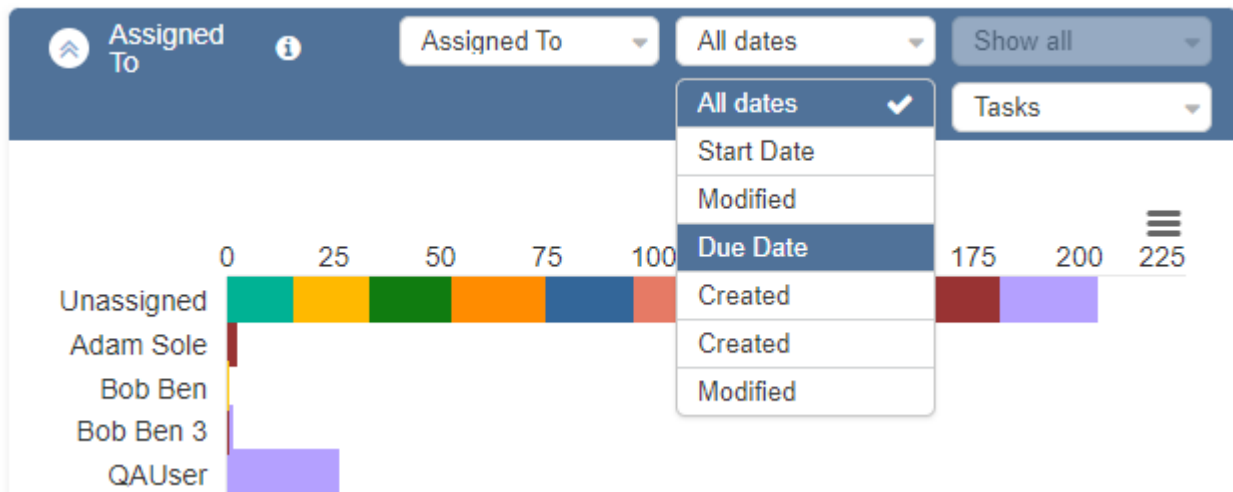 Assigned To
Assigned To
All dates
Show all
All dates
Tasks
Start Date
Modified
Due Date
Created
Created
Modified
0 25 50 75 100 175 200 225
Unassigned
Adam Sole
Bob Ben
Bob Ben 3
QAUser